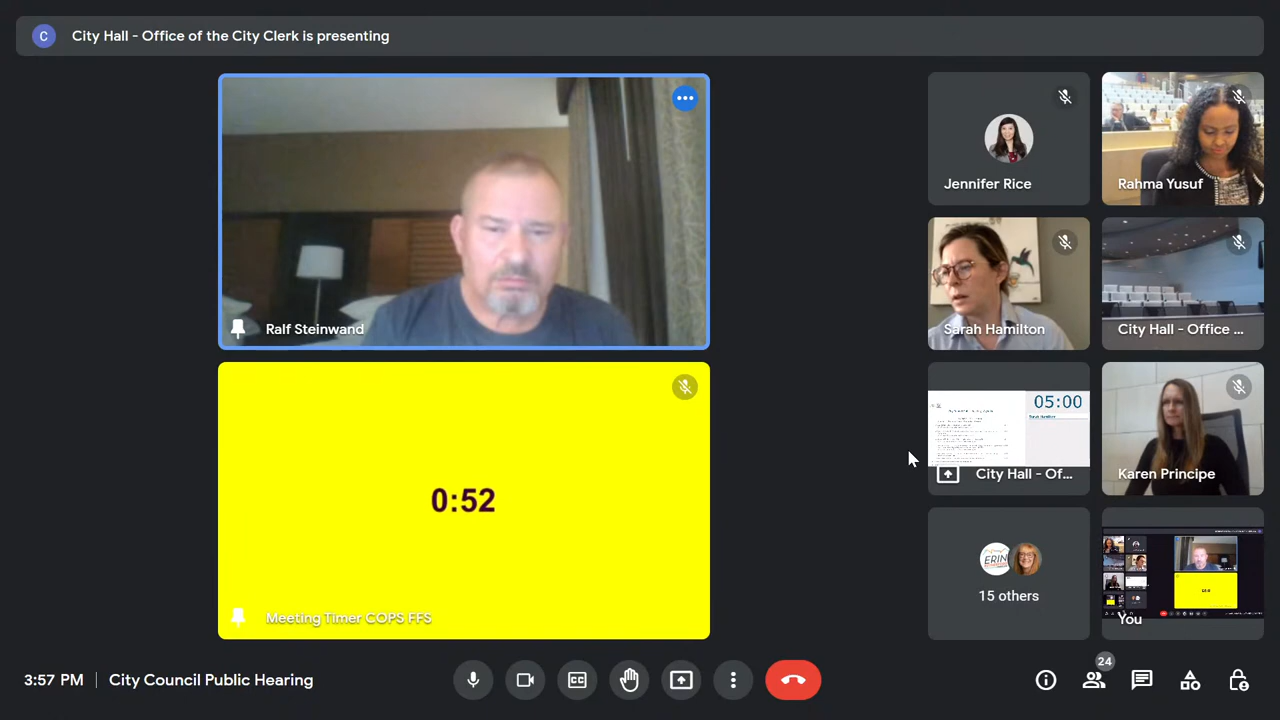 C
City Hall - Office of the City Clerk is presenting
Ralf Steinwand
0:52
Meeting Timer COPS FFS
Jennifer Rice
Rahma Yusuf
Sarah Hamilton
City Hall - Office ...
05:00
City Hall - Of...
Karen Principe
ERIN
15 others
You
3:57 PM
City Council Public Hearing
CC
24